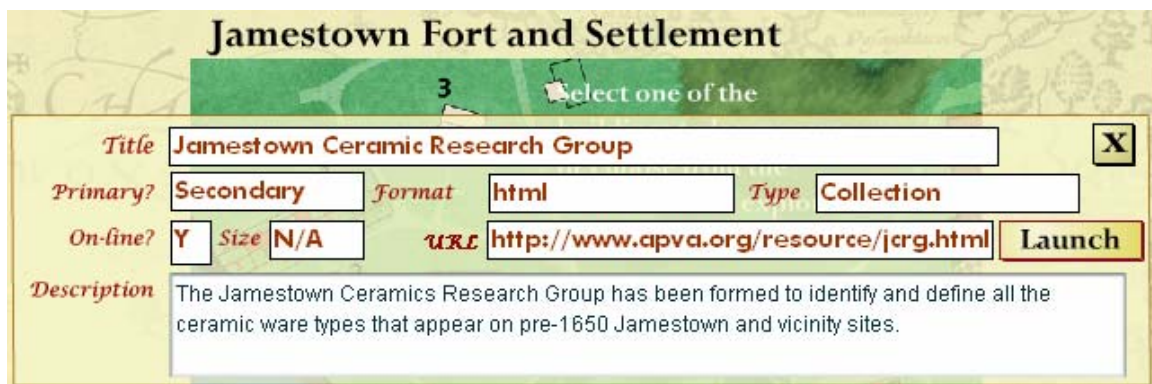 Jamestown Fort and Settlement
3
Select one of the
Title Jamestown Ceramic Research Group X
Primary? Secondary Format html Type Collection
On-line? Y Size N/A URL http://www.apva.org/resource/jcrg.html Launch
Description The Jamestown Ceramics Research Group has been formed to identify and define all the
ceramic ware types that appear on pre-1650 Jamestown and vicinity sites.